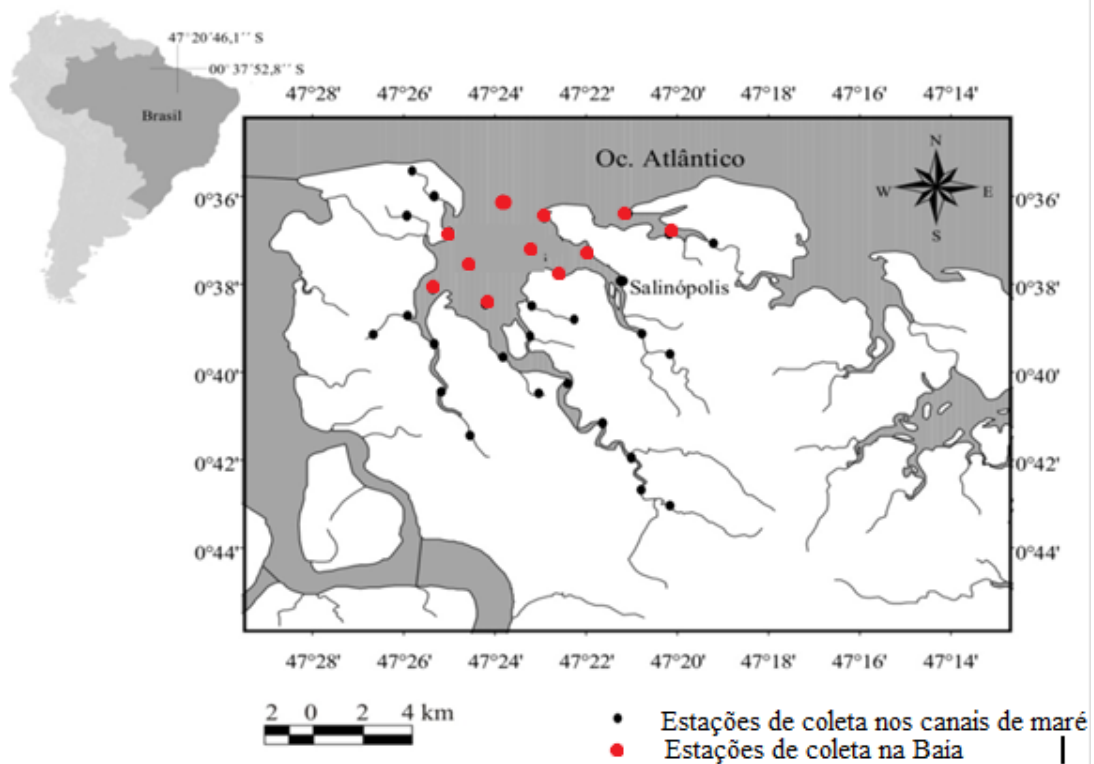 47°20´46,1´´ S
00° 37´52,8´´ S
Brasil
47°28' 47°26' 47°24' 47°22' 47°20' 47°18' 47°16' 47°14'
Oc. Atlântico
N
W E
S
0°36' 0°36'
0°38' 0°38'
Salinópolis
0°40' 0°40'
0°42' 0°42'
0°44' 0°44'
47°28' 47°26' 47°24' 47°22' 47°20' 47°18' 47°16' 47°14'
2 0 2 4 km
Estações de coleta nos canais de maré
Estações de coleta na Baia